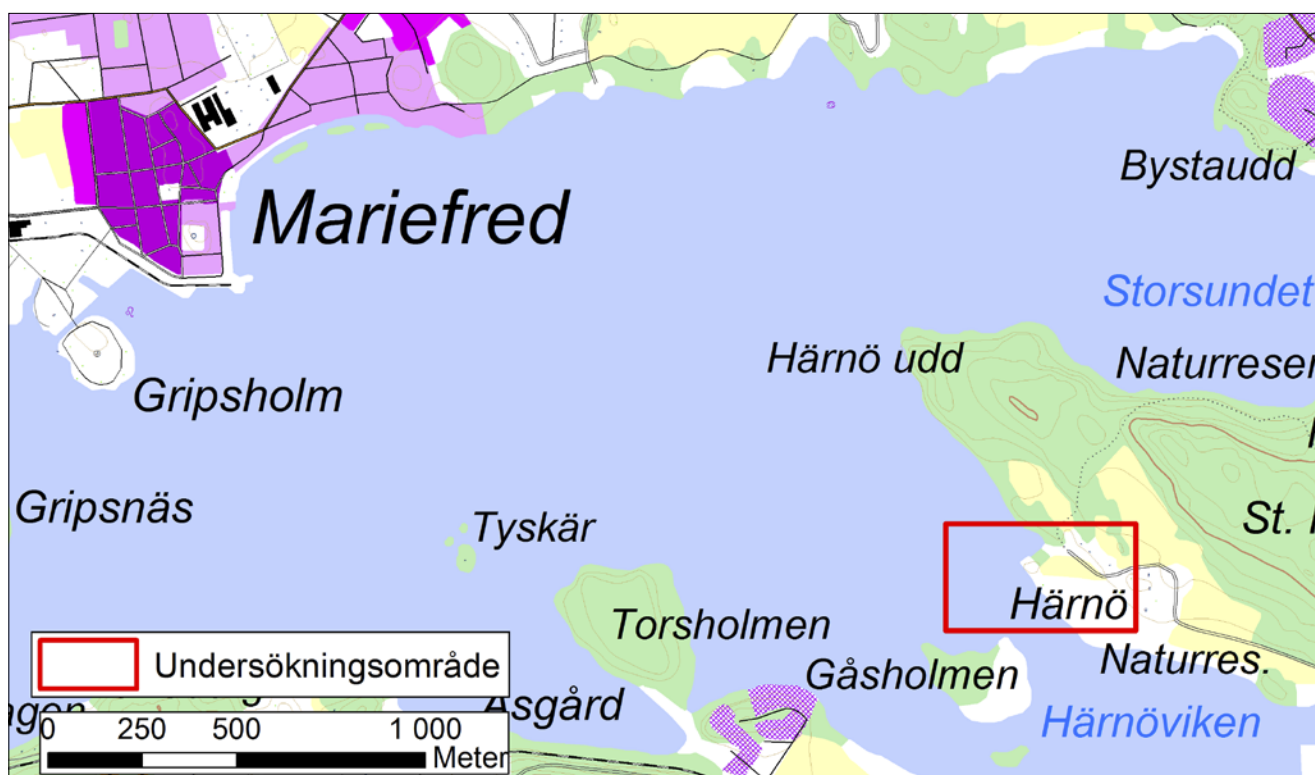 Mariefred
Bystaudd
Storsundet
Härnö udd
Gripsholm
Gripsnäs
Tyskär
St.
Härnö
Torsholmen
Gåsholmen
Naturres.
Undersökningsområde
Asgård
Härnöviken
0 250 500 1 000
Meter